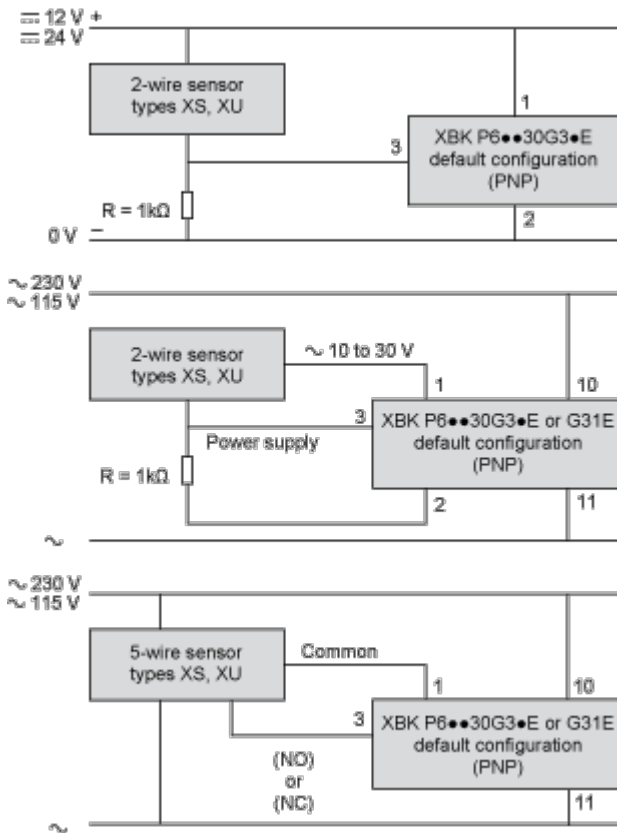 ⎓ 12 V +
⎓ 24 V
2-wire sensor
types XS, XU
1
3
XBK P6●●30G3●E
default configuration
(PNP)
R = 1kΩ
2
0 V −
∼ 230 V
∼ 115 V
2-wire sensor
types XS, XU
∼ 10 to 30 V
1
10
3
XBK P6●●30G3●E or G31E
default configuration
(PNP)
Power supply
R = 1kΩ
2
11
∼
∼ 230 V
∼ 115 V
5-wire sensor
types XS, XU
Common
1
10
3
XBK P6●●30G3●E or G31E
default configuration
(PNP)
(NO)
or
(NC)
11
∼